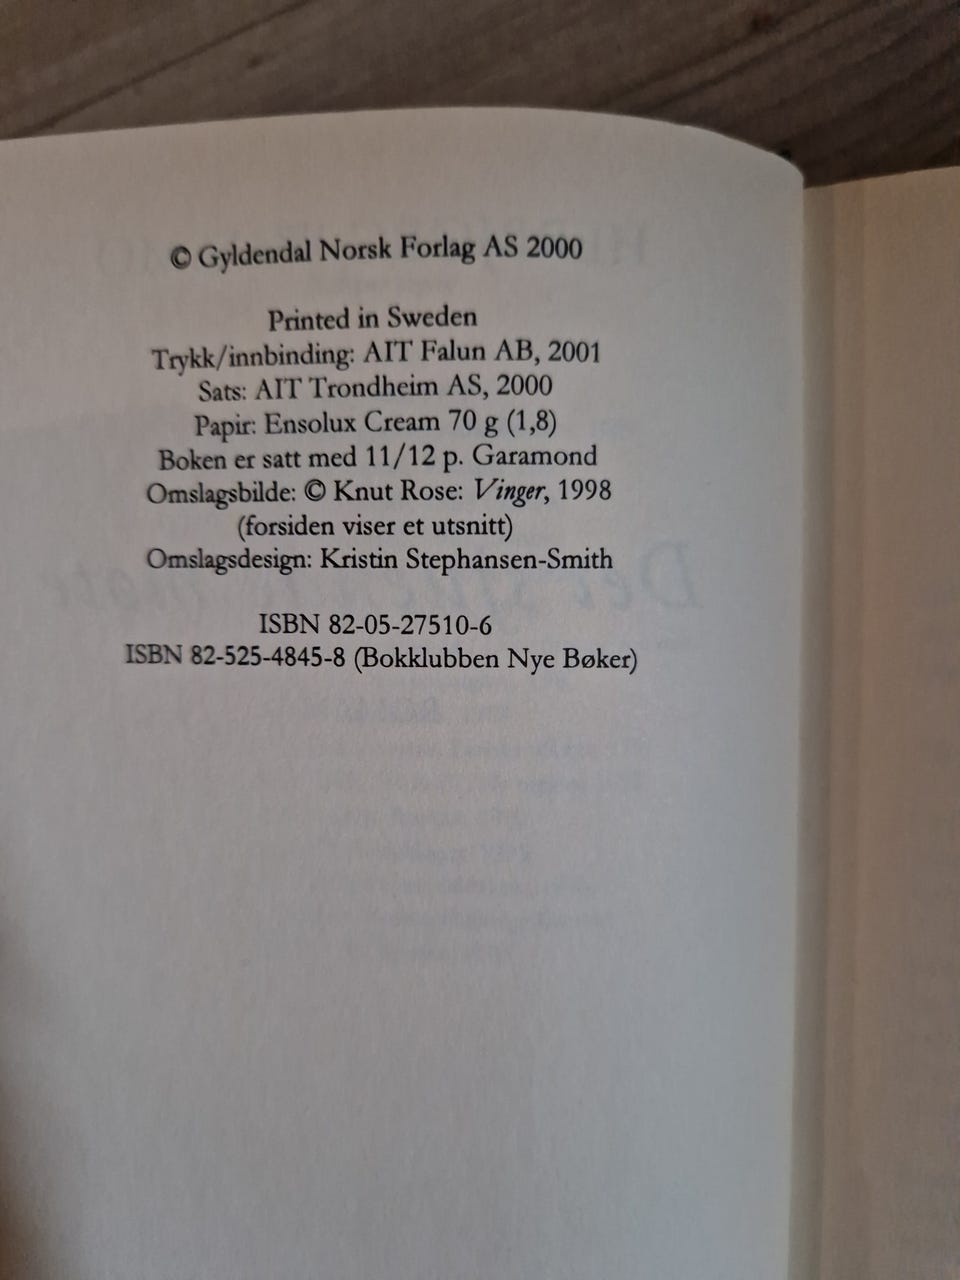 © Gyldendal Norsk Forlag AS 2000
Printed in Sweden
Trykk/innbinding: AIT Falun AB, 2001
Sats: AIT Trondheim AS, 2000
Papir: Ensolux Cream 70 g (1,8)
Boken er satt med 11/12 p. Garamond
Omslagsbilde: © Knut Rose: Vinger, 1998
(forsiden viser et utsnitt)
Omslagsdesign: Kristin Stephansen-Smith
ISBN 82-05-27510-6
ISBN 82-525-4845-8 (Bokklubben Nye Bøker)